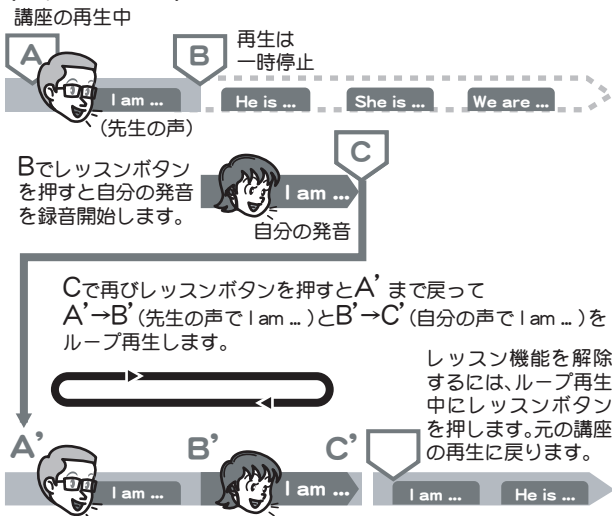 講座の再生中
A
B
再生は
一時停止
I am ...
He is ...
She is ...
We are ...
(先生の声)
C
Bでレッスンボタン
を押すと自分の発音
を録音開始します。
I am ...
自分の発音
Cで再びレッスンボタンを押すとA’まで戻って
A’→B’(先生の声でI am ...)とB’→C’(自分の声でI am ...)を
ループ再生します。
レッスン機能を解除
するには、ループ再生
中にレッスンボタン
を押します。元の講座
の再生に戻ります。
A’
B’
C’
I am ...
I am ...
I am ...
He is ...